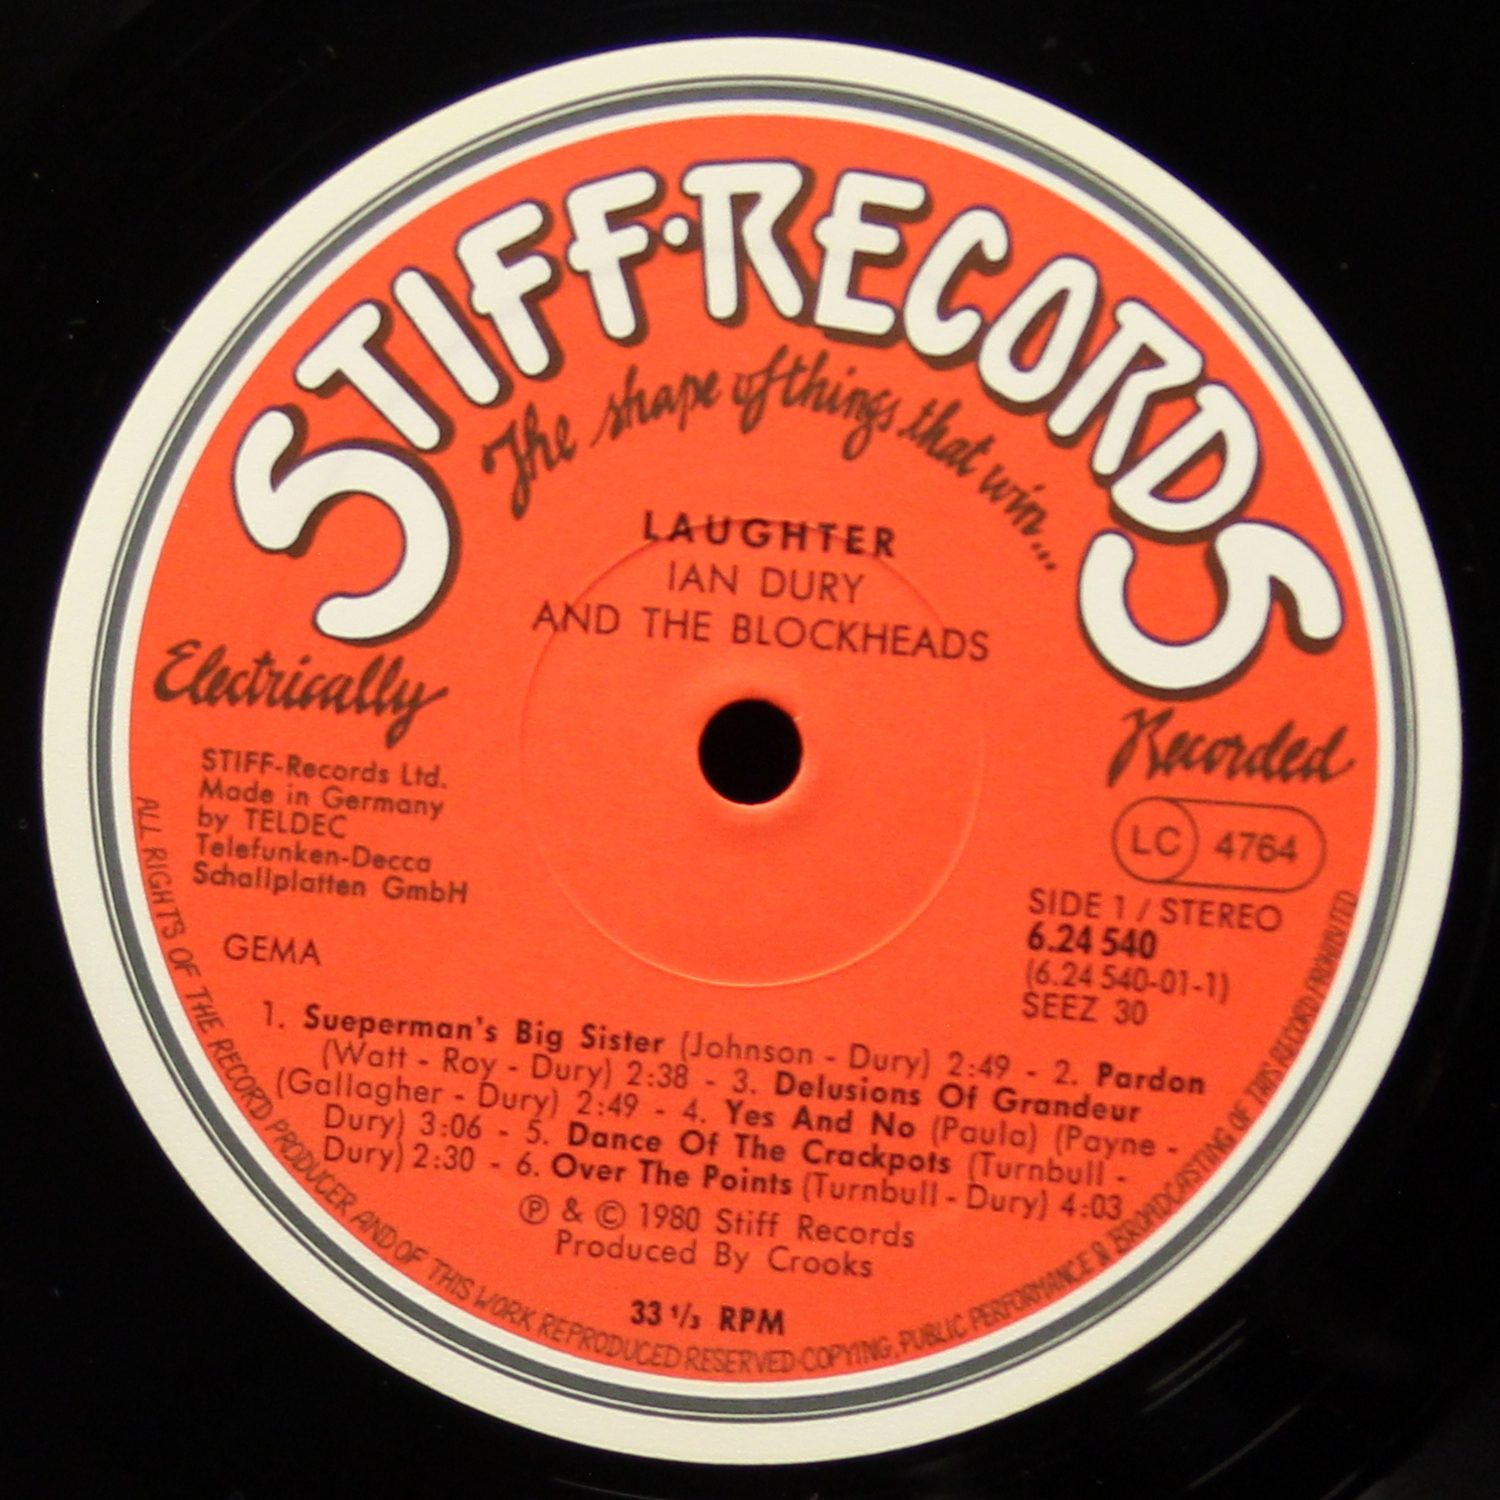 STIFF·RECORDS
The shape of things that win...
LAUGHTER
IAN DURY
AND THE BLOCKHEADS
Electrically
Recorded
STIFF-Records Ltd.
Made in Germany
by TELDEC
Telefunken-Decca
Schallplatten GmbH
GEMA
LC 4764
SIDE 1 / STEREO
6.24 540
(6.24 540-01-1)
SEEZ 30
1. Sueperman's Big Sister (Johnson - Dury) 2:49 - 2. Pardon
(Watt - Roy - Dury) 2:38 - 3. Delusions Of Grandeur
(Gallagher - Dury) 2:49 - 4. Yes And No (Paula) (Payne -
Dury) 3:06 - 5. Dance Of The Crackpots (Turnbull -
Dury) 2:30 - 6. Over The Points (Turnbull - Dury) 4:03
℗ & © 1980 Stiff Records
Produced By Crooks
33 1/3 RPM
ALL RIGHTS OF THE RECORD PRODUCER AND OF THIS WORK REPRODUCED RESERVED·COPYING, PUBLIC PERFORMANCE & BROADCASTING OF THIS RECORD PROHIBITED